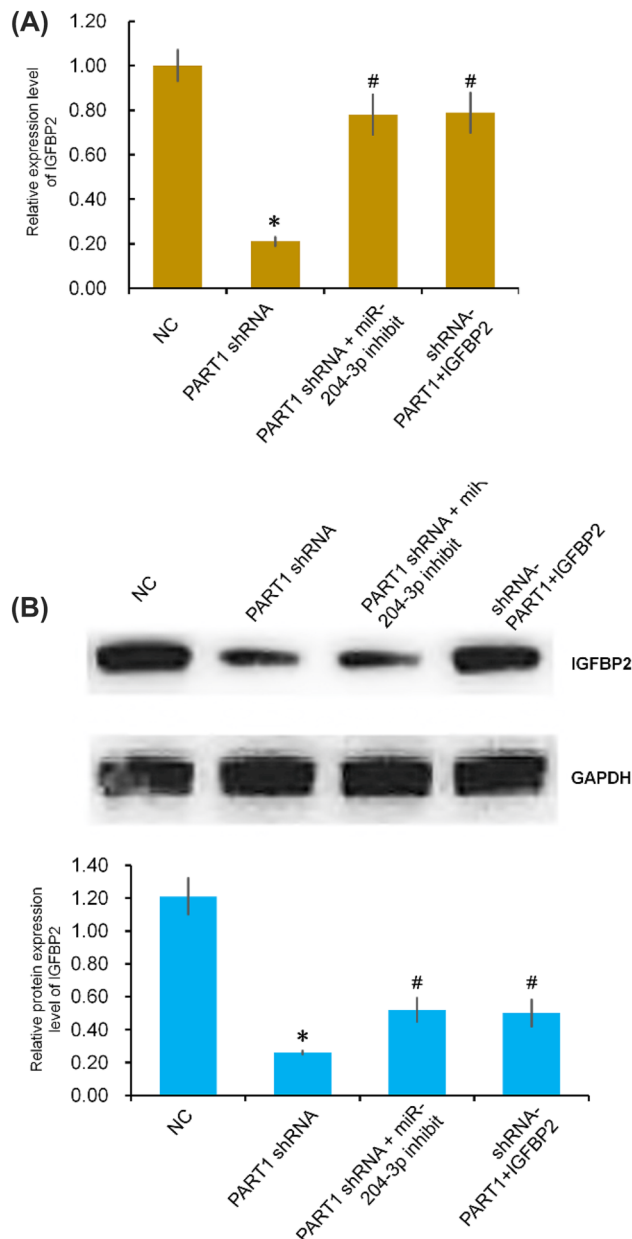 (A)
Relative expression level
of IGFBP2
1.20
1.00
0.80
0.60
0.40
0.20
0.00
*
#
#
NC
PART1 shRNA
PART1 shRNA + miR-
204-3p inhibit
shRNA-
PART1+IGFBP2
(B)
NC
PART1 shRNA
PART1 shRNA + miR
204-3p inhibit
shRNA-
PART1+IGFBP2
IGFBP2
GAPDH
Relative protein expression
level of IGFBP2
1.40
1.20
1.00
0.80
0.60
0.40
0.20
0.00
*
#
#
NC
PART1 shRNA
PART1 shRNA + miR-
204-3p inhibit
shRNA-
PART1+IGFBP2